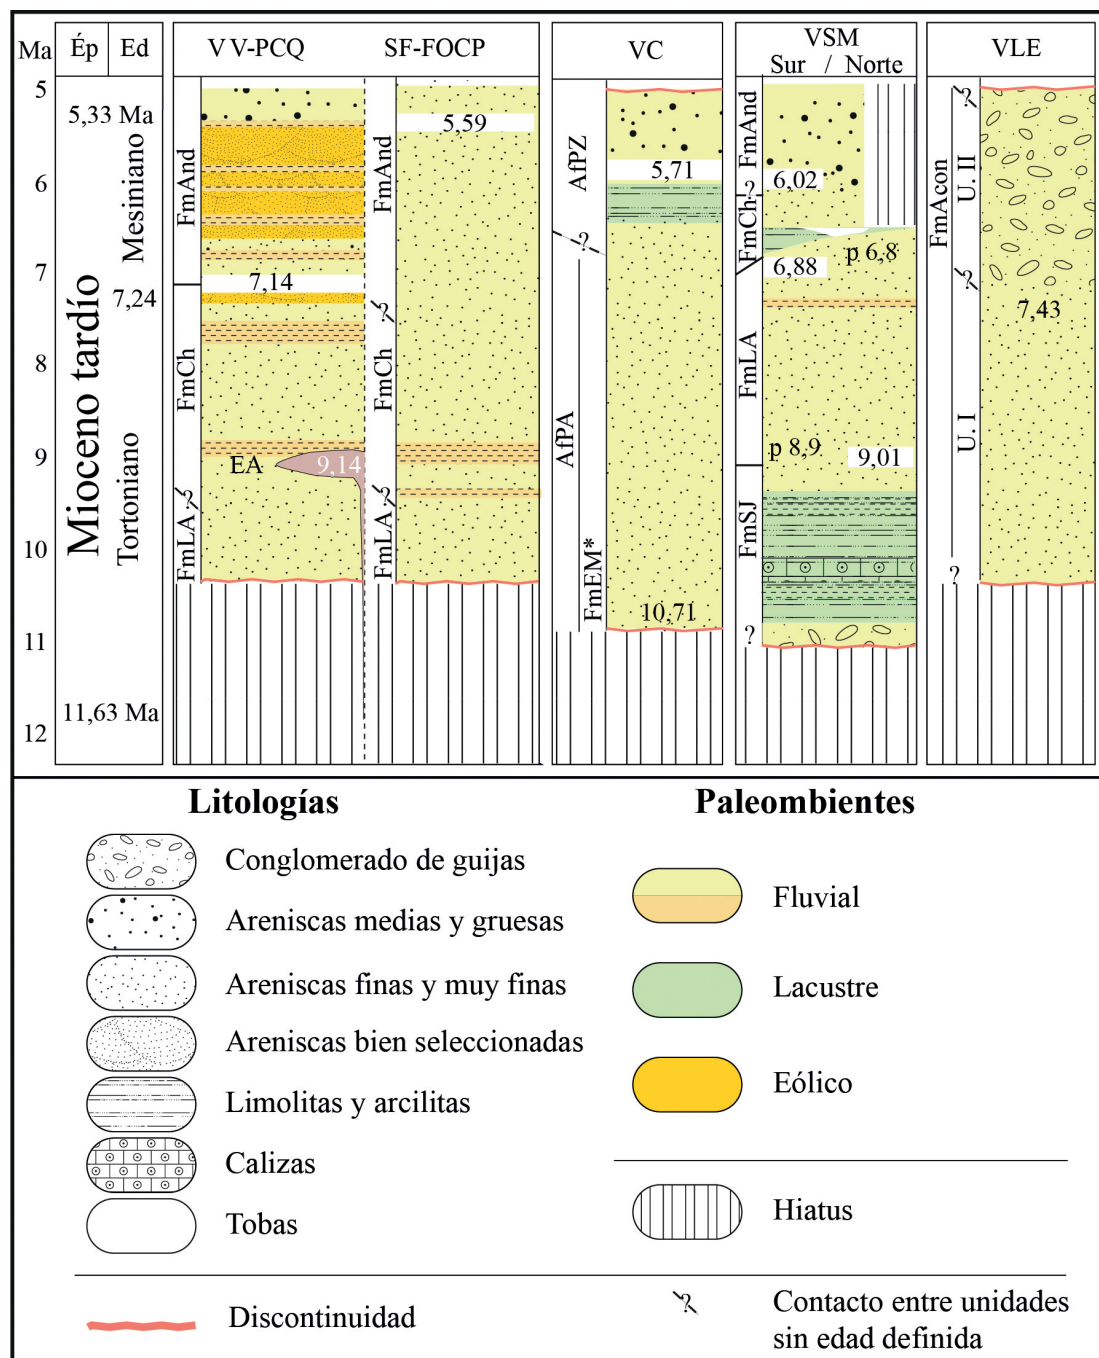 Ma Ép Ed VV-PCQ SF-FOCP VC VSM VLE
Sur / Norte
5
6
7
8
9
10
11
12
5,33 Ma
7,24
11,63 Ma
Mioceno tardío
Mesiniano
Tortoniano
FmAnd
FmCh
FmLA
?
7,14
EA
9,14
FmAnd
FmCh
FmLA
?
?
5,59
AfPZ
AfPA
FmEM*
?
5,71
10,71
FmAnd
FmCh
FmLA
FmSJ
?
?
6,02
p 6,8
6,88
p 8,9
9,01
FmAcon
U. II
U. I
?
?
?
7,43
Litologías
Conglomerado de guijas
Areniscas medias y gruesas
Areniscas finas y muy finas
Areniscas bien seleccionadas
Limolitas y arcilitas
Calizas
Tobas
Discontinuidad
Paleombientes
Fluvial
Lacustre
Eólico
Hiatus
?
Contacto entre unidades
sin edad definida